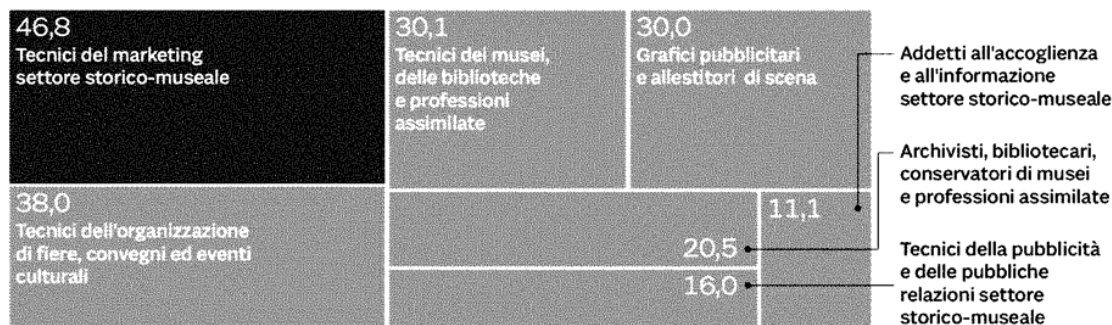 46,8
Tecnici del marketing
settore storico-museale
30,1
Tecnici dei musei,
delle biblioteche
e professioni
assimilate
30,0
Grafici pubblicitari
e allestitori di scena
Addetti all'accoglienza
e all'informazione
settore storico-museale
38,0
Tecnici dell'organizzazione
di fiere, convegni ed eventi
culturali
11,1
Archivisti, bibliotecari,
conservatori di musei
e professioni assimilate
20,5
16,0
Tecnici della pubblicità
e delle pubbliche
relazioni settore
storico-museale